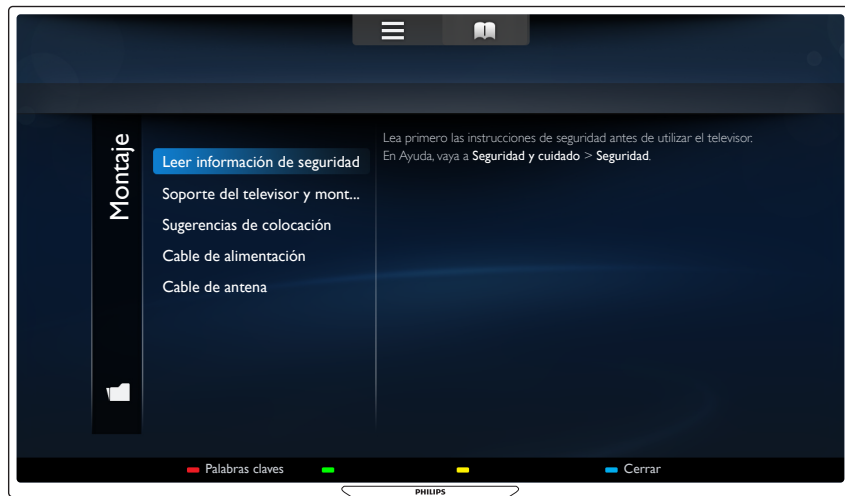 Montaje
Leer información de seguridad
Soporte del televisor y mont...
Sugerencias de colocación
Cable de alimentación
Cable de antena
Lea primero las instrucciones de seguridad antes de utilizar el televisor.
En Ayuda, vaya a Seguridad y cuidado > Seguridad.
Palabras claves
Cerrar
PHILIPS